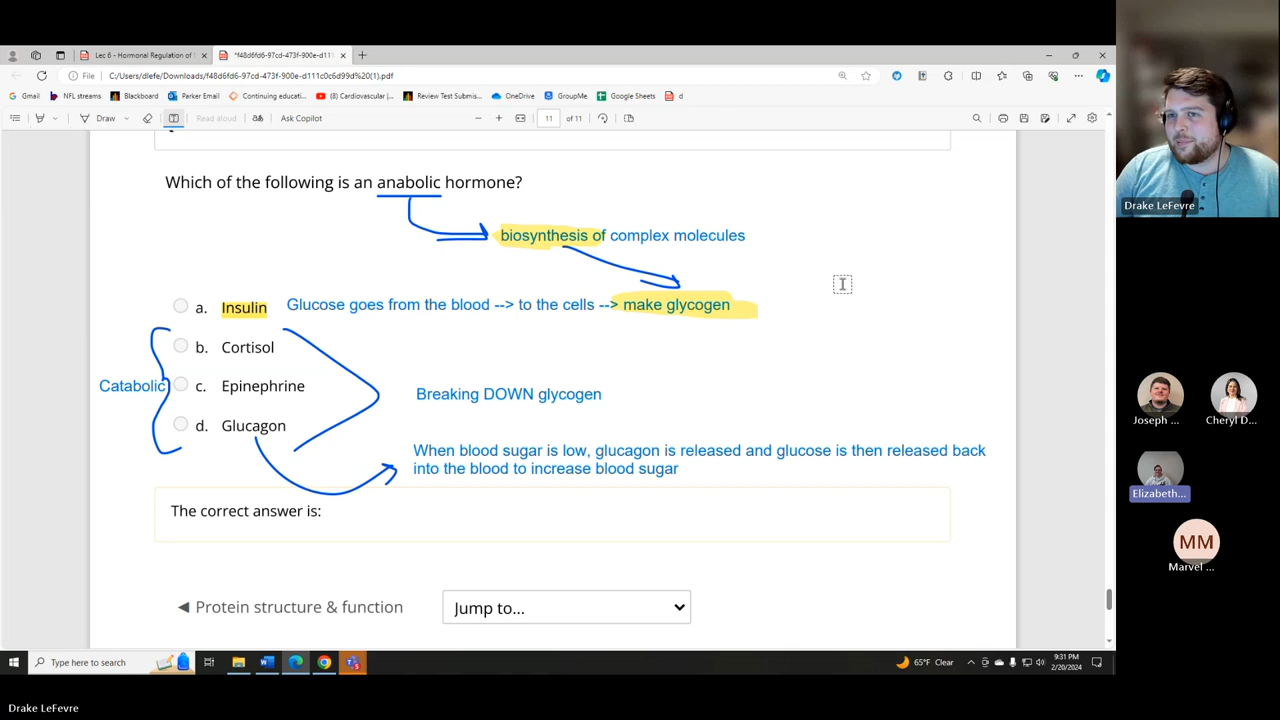 Lec 6 - Hormonal Regulation of
*f48d6fd6-97cd-473f-900e-d111
File
C:/Users/dlefe/Downloads/f48d6fd6-97cd-473f-900e-d111c0c6d99d%20(1).pdf
Gmail
NFL streams
Blackboard
Parker Email
Continuing educati...
(8) Cardiovascular |...
Review Test Submis...
OneDrive
GroupMe
Google Sheets
d
Draw
Read aloud
Ask Copilot
11 of 11
Which of the following is an anabolic hormone?
biosynthesis of complex molecules
a. Insulin Glucose goes from the blood --> to the cells --> make glycogen
b. Cortisol
Catabolic c. Epinephrine
Breaking DOWN glycogen
d. Glucagon
When blood sugar is low, glucagon is released and glucose is then released back
into the blood to increase blood sugar
The correct answer is:
◄ Protein structure & function
Jump to...
Type here to search
65°F Clear
9:31 PM
2/20/2024
Drake LeFevre
Joseph ...
Cheryl D...
Elizabeth...
MM
Marvel ...
Drake LeFevre